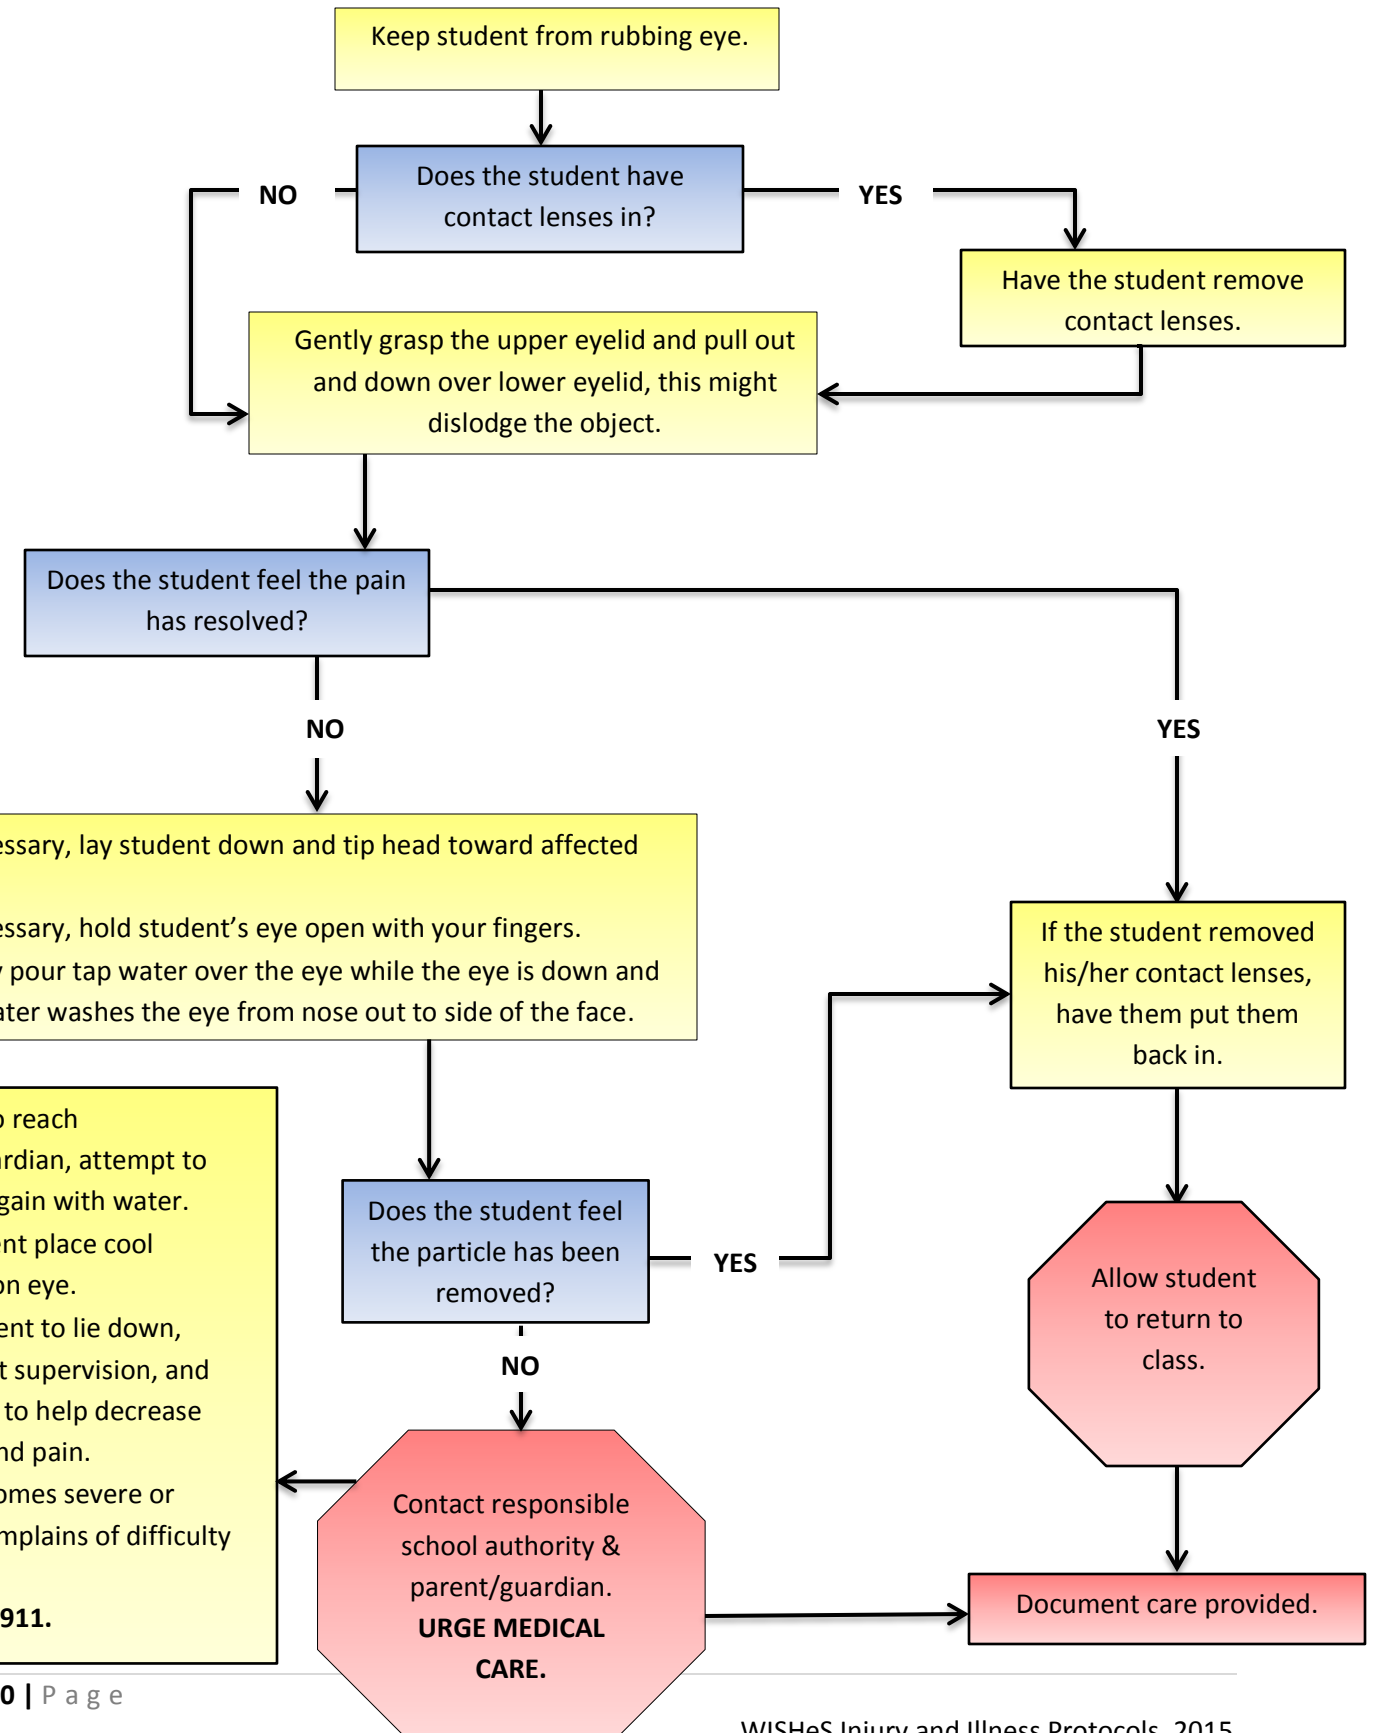 Keep student from rubbing eye.
Does the student have
contact lenses in?
NO
YES
Have the student remove
contact lenses.
Gently grasp the upper eyelid and pull out
and down over lower eyelid, this might
dislodge the object.
Does the student feel the pain
has resolved?
NO
YES
essary, lay student down and tip head toward affected
essary, hold student's eye open with your fingers.
y pour tap water over the eye while the eye is down and
ater washes the eye from nose out to side of the face.
If the student removed
his/her contact lenses,
have them put them
back in.
o reach
ardian, attempt to
gain with water.
ent place cool
on eye.
ent to lie down,
t supervision, and
to help decrease
nd pain.
omes severe or
mplains of difficulty
911.
Does the student feel
the particle has been
removed?
YES
NO
Allow student
to return to
class.
Contact responsible
school authority &
parent/guardian.
URGE MEDICAL
CARE.
Document care provided.
0 | Page
WISHeS Injury and Illness Protocols, 2015